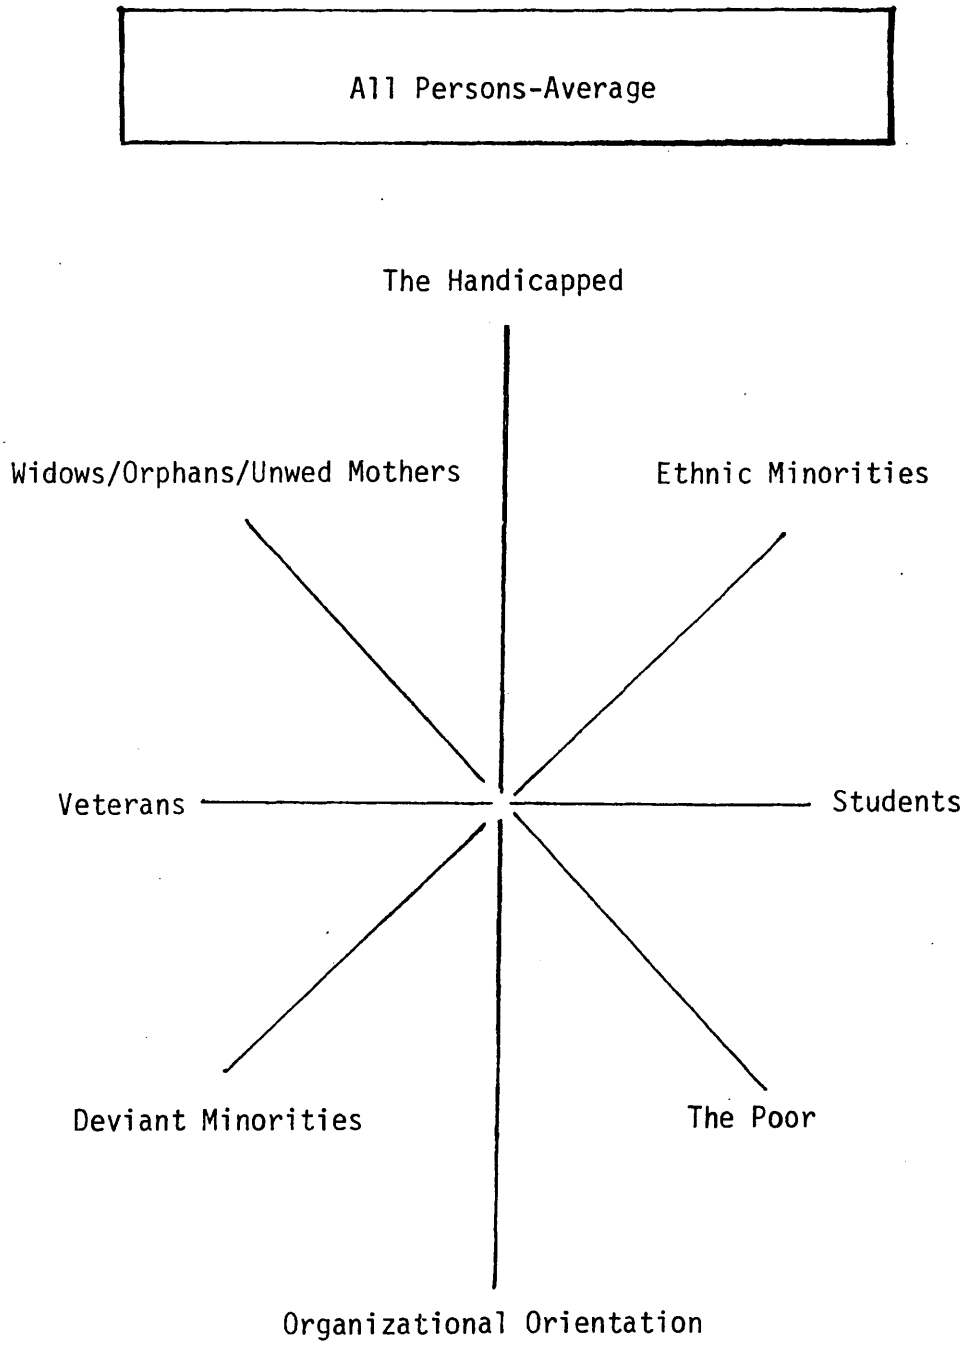 All Persons-Average
The Handicapped
Widows/Orphans/Unwed Mothers
Ethnic Minorities
Veterans
Students
Deviant Minorities
The Poor
Organizational Orientation